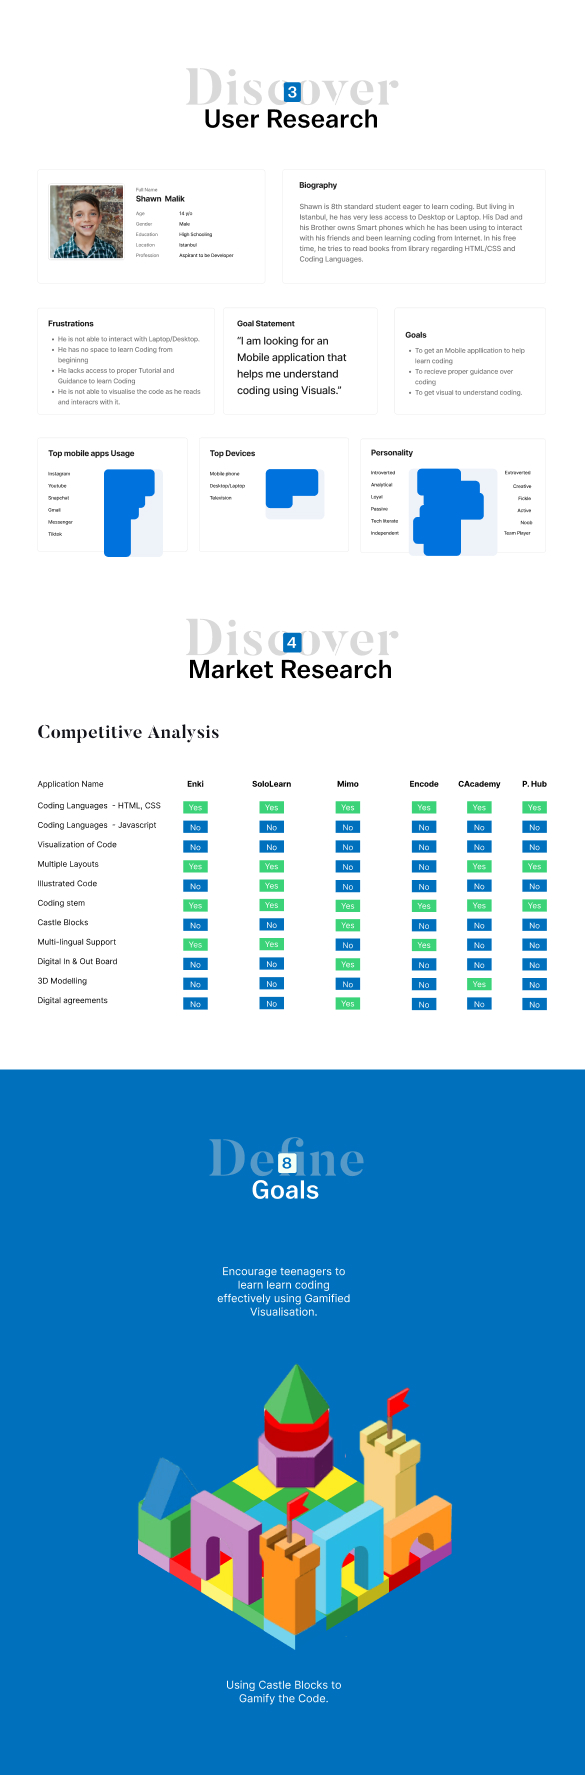 Discover
3
User Research
Full Name
Shawn Malik
Age 14 y/o
Gender Male
Education High Schooling
Location Istanbul
Profession Aspirant to be Developer
Biography
Shawn is 8th standard student eager to learn coding. But living in
Istanbul, he has very less access to Desktop or Laptop. His Dad and
his Brother owns Smart phones which he has been using to interact
with his friends and been learning coding from Internet. In his free
time, he tries to read books from library regarding HTML/CSS and
Coding Languages.
Frustrations
• He is not able to interact with Laptop/Desktop.
• He has no space to learn Coding from
begininng
• He lacks access to proper Tutorial and
Guidance to learn Coding
• He is not able to visualise the code as he reads
and interacrs with it.
Goal Statement
"I am looking for an
Mobile application that
helps me understand
coding using Visuals."
Goals
• To get an Mobile appllication to help
learn coding
• To recieve proper guidance over
coding
• To get visual to understand coding.
Top mobile apps Usage
Instagram
Youtube
Snapchat
Gmail
Messenger
Tiktok
Top Devices
Mobile phone
Desktop/Laptop
Television
Personality
Introverted Extroverted
Analytical Creative
Loyal Fickle
Passive Active
Tech literate Noob
Independent Team Player
Discover
4
Market Research
Competitive Analysis
Application Name Enki SoloLearn Mimo Encode CAcademy P. Hub
Coding Languages - HTML, CSS Yes Yes Yes Yes Yes Yes
Coding Languages - Javascript No No No No No No
Visualization of Code No No No No No No
Multiple Layouts Yes Yes No No Yes Yes
Illustrated Code No Yes No No No No
Coding stem Yes Yes Yes Yes Yes Yes
Castle Blocks No No Yes No No No
Multi-lingual Support Yes Yes No Yes No No
Digital In & Out Board No No Yes No No No
3D Modelling No No No No Yes No
Digital agreements No No Yes No No No
Define
8
Goals
Encourage teenagers to
learn learn coding
effectively using Gamified
Visualisation.
Using Castle Blocks to
Gamify the Code.